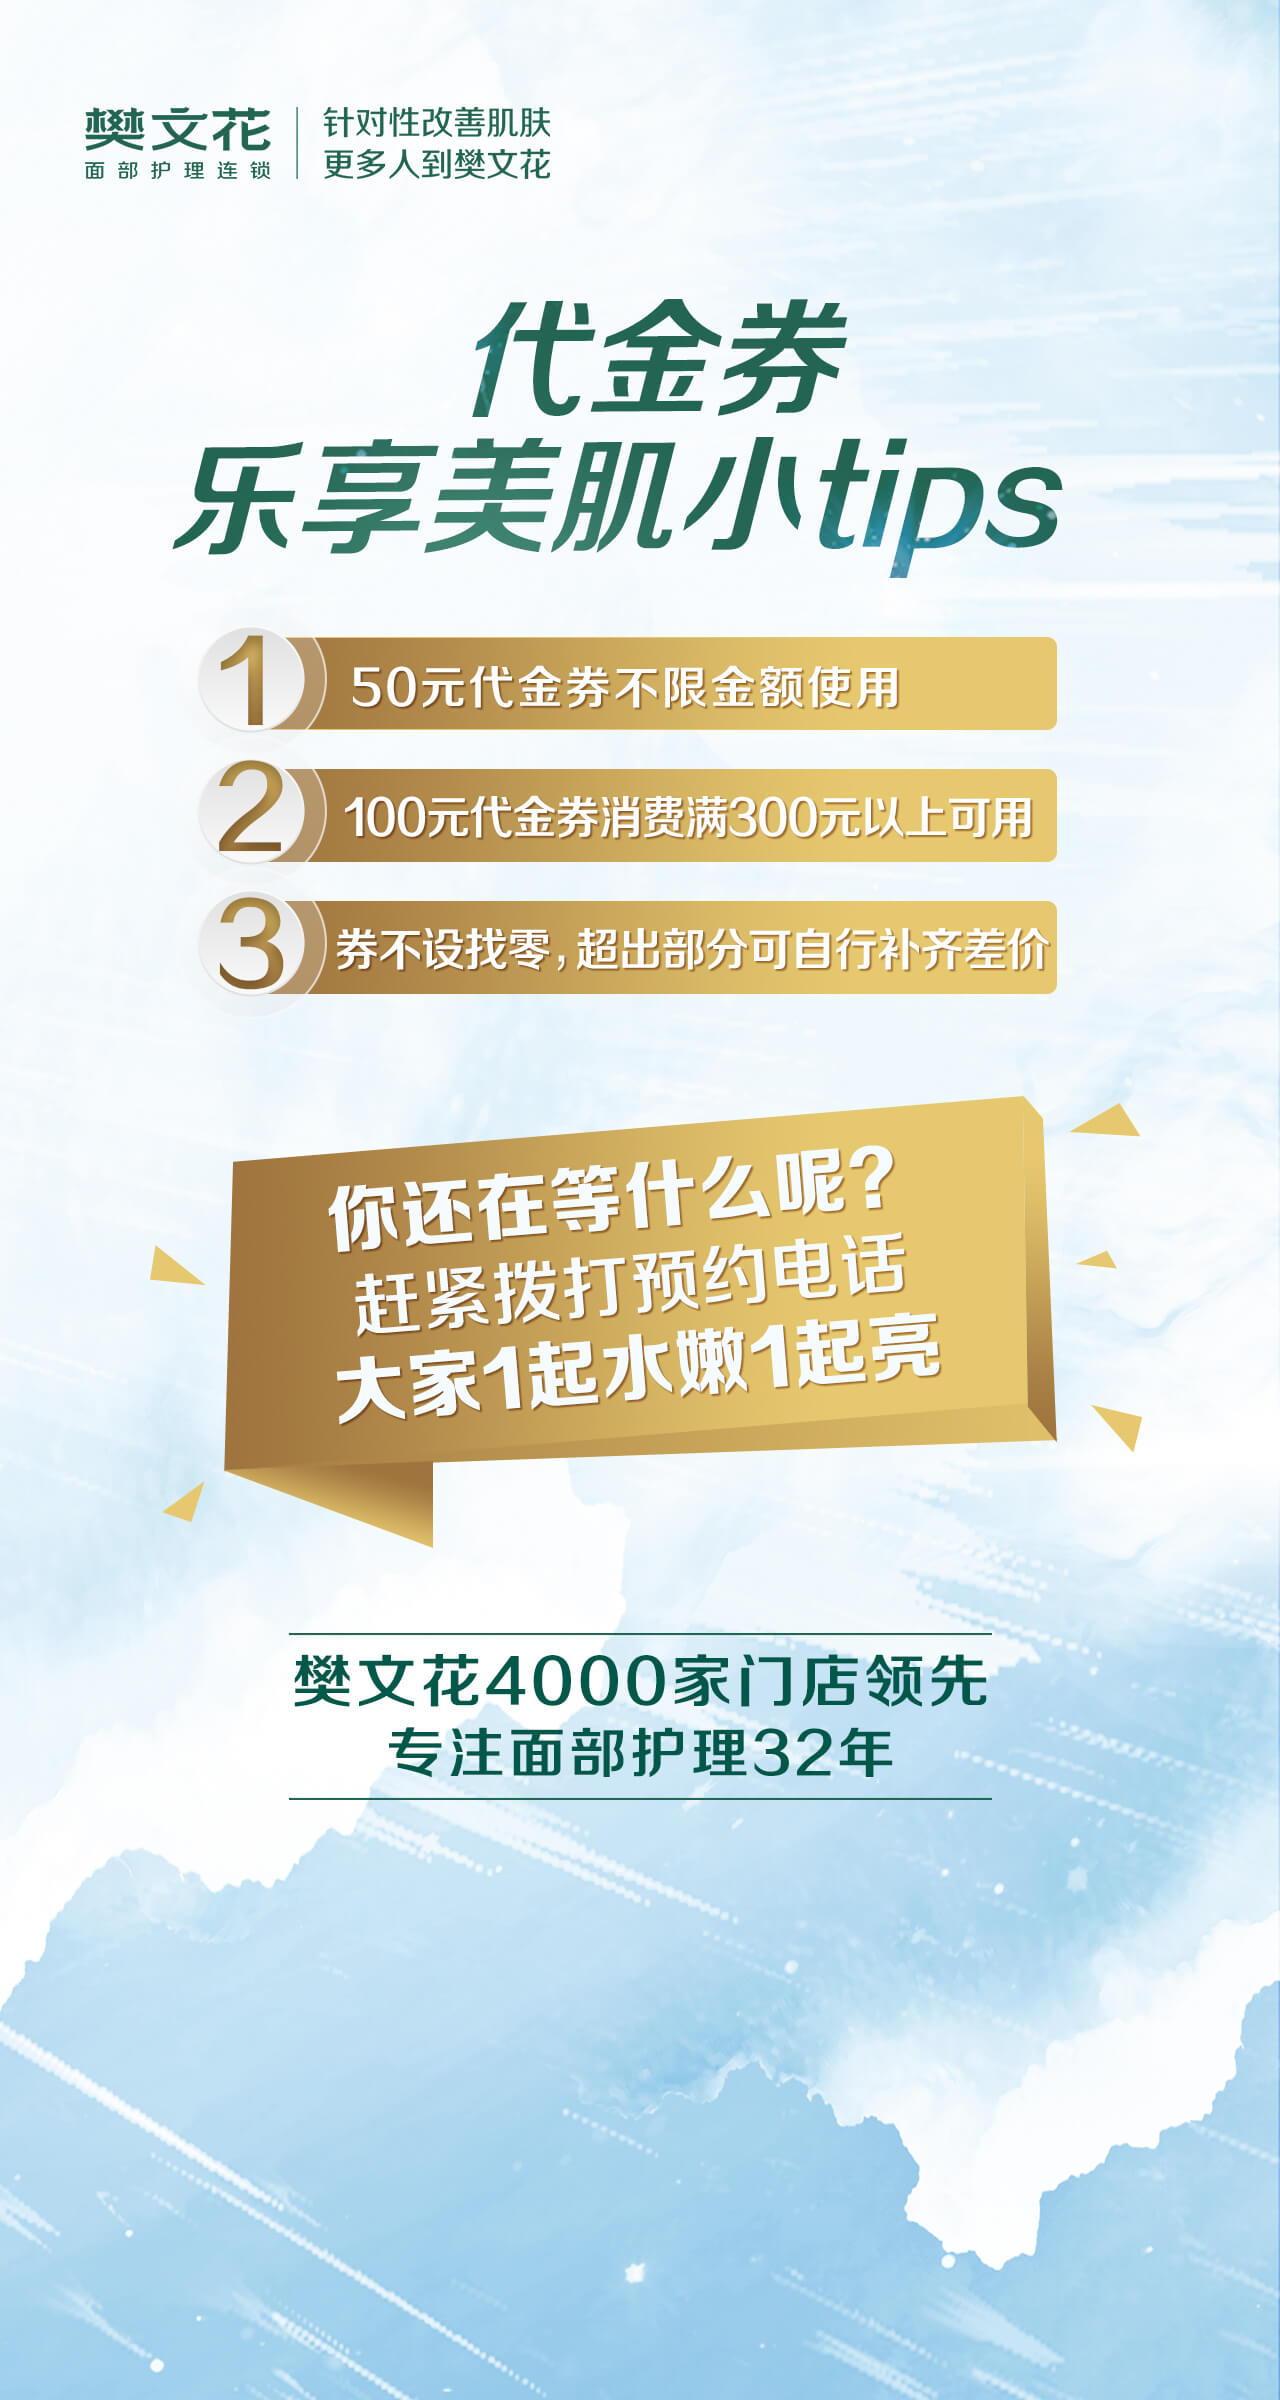 樊文花
面部护理连锁
针对性改善肌肤
更多人到樊文花
代金券
乐享美肌小tips
1 50元代金券不限金额使用
2 100元代金券消费满300元以上可用
3 券不设找零，超出部分可自行补齐差价
你还在等什么呢？
赶紧拨打预约电话
大家1起水嫩1起亮
樊文花4000家门店领先
专注面部护理32年